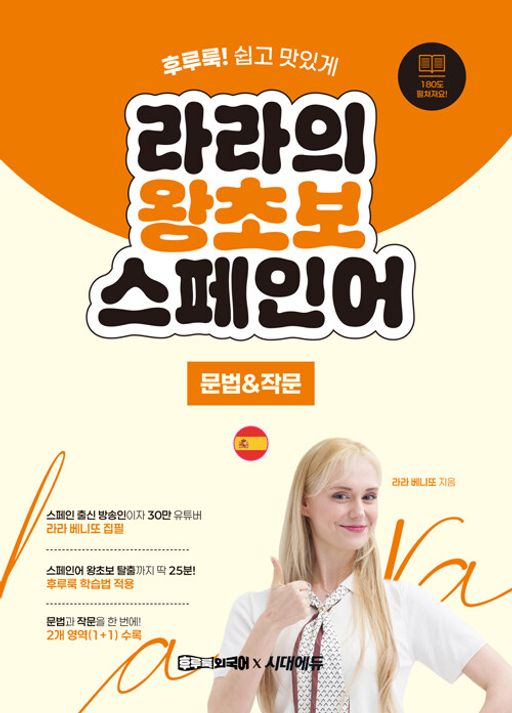 후루룩! 쉽고 맛있게
180도
펼쳐져요!
라라의
왕초보
스페인어
문법&작문
라라 베니또 지음
스페인 출신 방송인이자 30만 유튜버
라라 베니또 집필
스페인어 왕초보 탈출까지 딱 25분!
후루룩 학습법 적용
문법과 작문을 한 번에!
2개 영역(1+1) 수록
lara
후루룩외국어 X 시대에듀